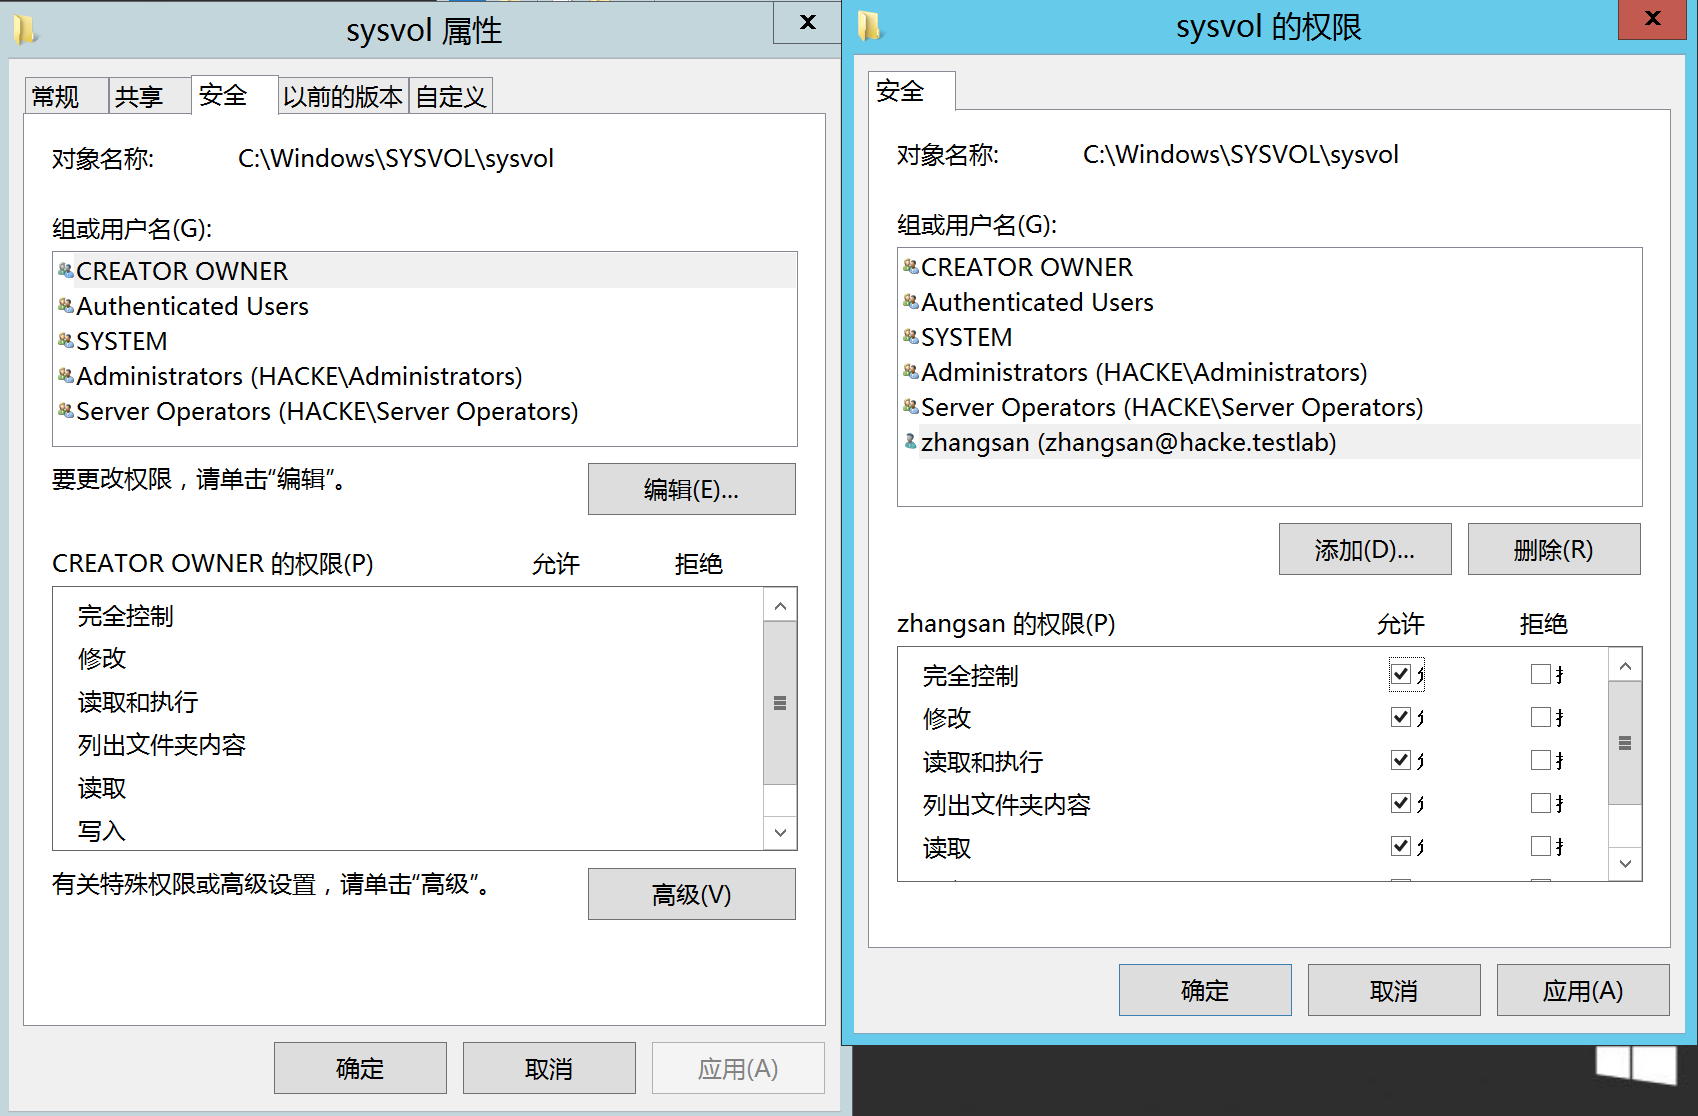 sysvol 属性
x
常规
共享
安全
以前的版本
自定义
对象名称:
C:\Windows\SYSVOL\sysvol
组或用户名(G):
CREATOR OWNER
Authenticated Users
SYSTEM
Administrators (HACKE\Administrators)
Server Operators (HACKE\Server Operators)
要更改权限，请单击“编辑”。
编辑(E)...
CREATOR OWNER 的权限(P)
允许
拒绝
完全控制
修改
读取和执行
列出文件夹内容
读取
写入
有关特殊权限或高级设置，请单击“高级”。
高级(V)
确定
取消
应用(A)
sysvol 的权限
x
安全
对象名称:
C:\Windows\SYSVOL\sysvol
组或用户名(G):
CREATOR OWNER
Authenticated Users
SYSTEM
Administrators (HACKE\Administrators)
Server Operators (HACKE\Server Operators)
zhangsan (zhangsan@hacke.testlab)
添加(D)...
删除(R)
zhangsan 的权限(P)
允许
拒绝
完全控制
修改
读取和执行
列出文件夹内容
读取
确定
取消
应用(A)